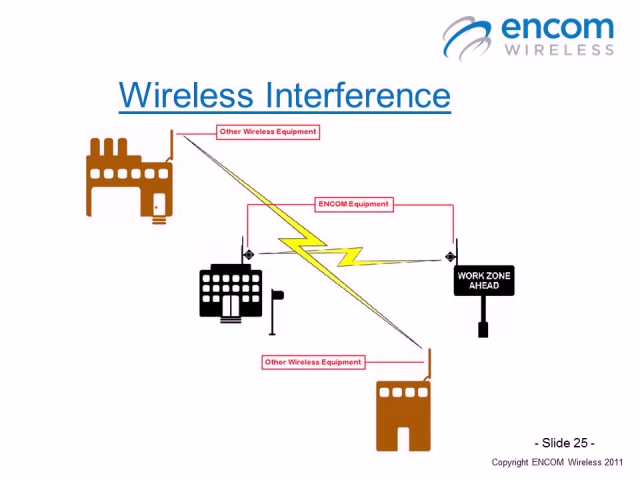 encom
WIRELESS
Wireless Interference
Other Wireless Equipment
ENCOM Equipment
WORK ZONE
AHEAD
Other Wireless Equipment
- Slide 25 -
Copyright ENCOM Wireless 2011